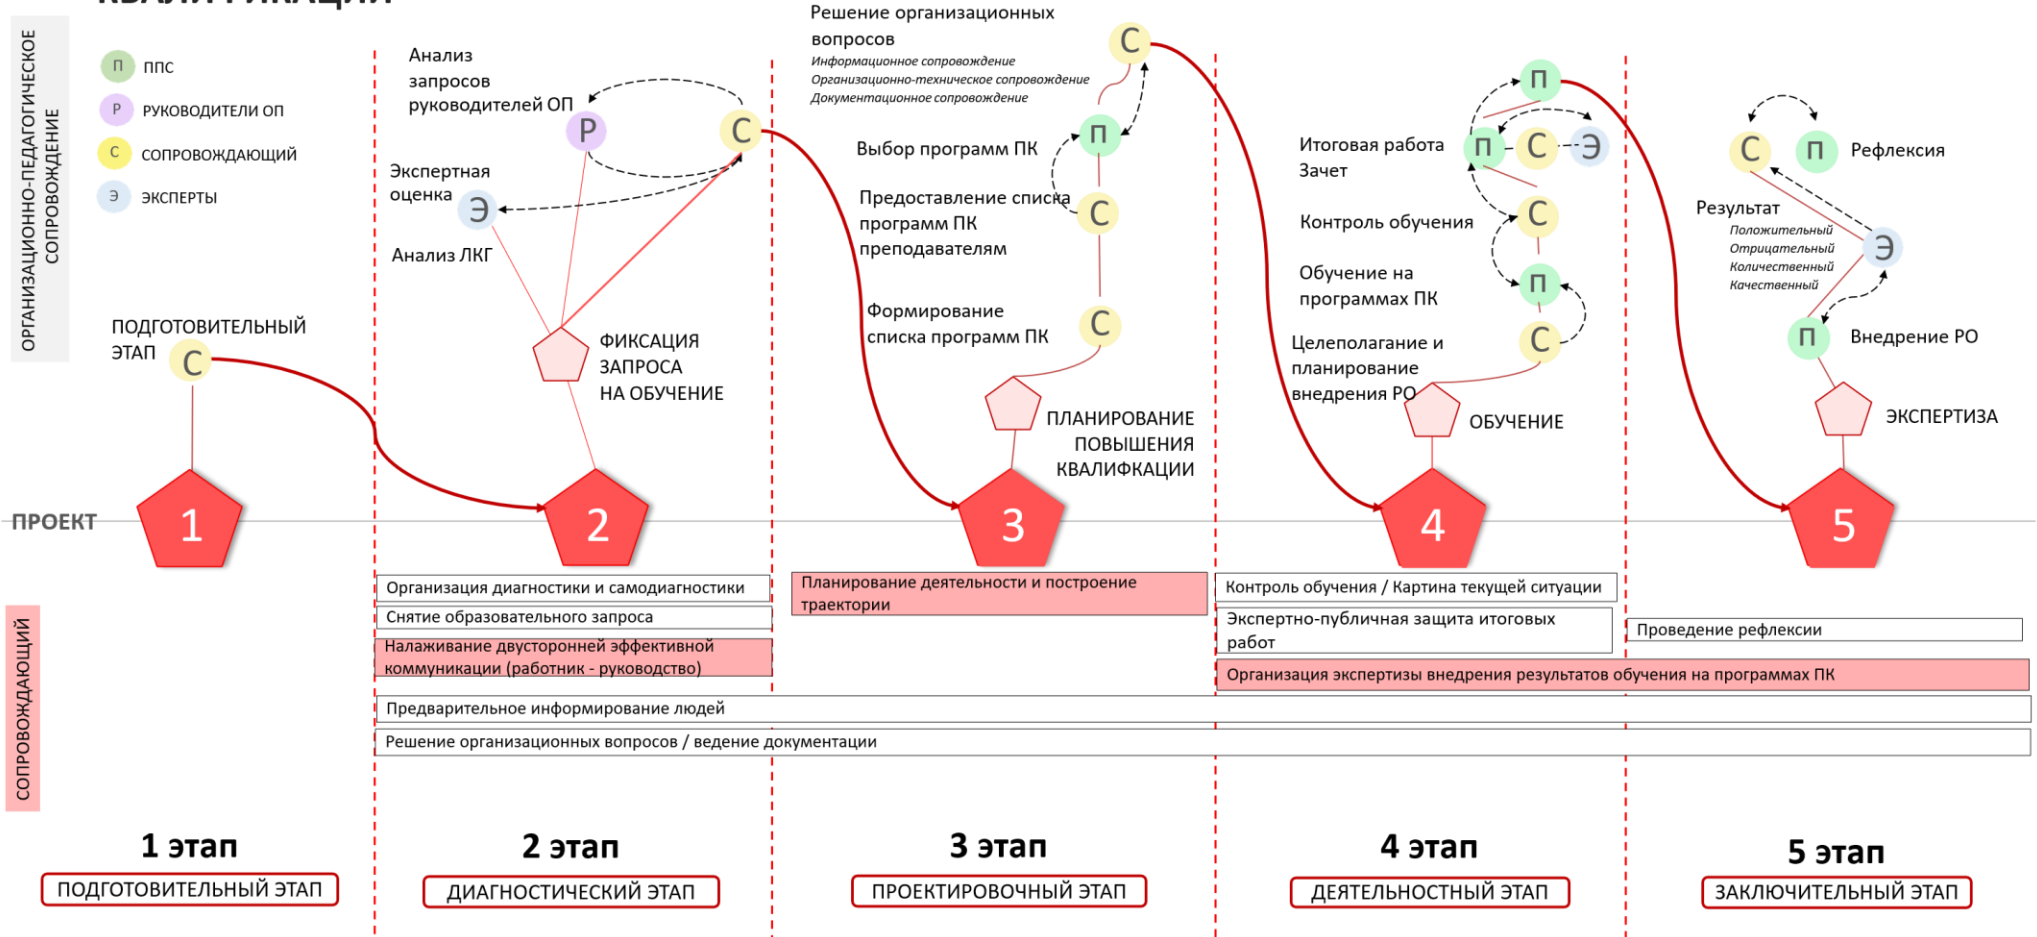 ОРГАНИЗАЦИОННО-ПЕДАГОГИЧЕСКОЕ
СОПРОВОЖДЕНИЕ
П ППС
Р РУКОВОДИТЕЛИ ОП
С СОПРОВОЖДАЮЩИЙ
Э ЭКСПЕРТЫ
ПОДГОТОВИТЕЛЬНЫЙ
ЭТАП
С
Анализ
запросов
руководителей ОП
Р
С
Экспертная
оценка
Э
Анализ ЛКГ
ФИКСАЦИЯ
ЗАПРОСА
НА ОБУЧЕНИЕ
Решение организационных
вопросов
Информационное сопровождение
Организационно-техническое сопровождение
Документационное сопровождение
С
Выбор программ ПК
П
Предоставление списка
программ ПК
преподавателям
С
Формирование
списка программ ПК
С
ПЛАНИРОВАНИЕ
ПОВЫШЕНИЯ
КВАЛИФКАЦИИ
П
Итоговая работа
Зачет
П С Э
Контроль обучения
С
Обучение на
программах ПК
П
Целеполагание и
планирование
внедрения РО
С
ОБУЧЕНИЕ
С П Рефлексия
Результат
Положительный
Отрицательный
Количественный
Качественный
Э
П Внедрение РО
ЭКСПЕРТИЗА
ПРОЕКТ
1
2
3
4
5
СОПРОВОЖДАЮЩИЙ
Организация диагностики и самодиагностики
Снятие образовательного запроса
Налаживание двусторонней эффективной
коммуникации (работник - руководство)
Планирование деятельности и построение
траектории
Контроль обучения / Картина текущей ситуации
Экспертно-публичная защита итоговых
работ
Проведение рефлексии
Организация экспертизы внедрения результатов обучения на программах ПК
Предварительное информирование людей
Решение организационных вопросов / ведение документации
1 этап
ПОДГОТОВИТЕЛЬНЫЙ ЭТАП
2 этап
ДИАГНОСТИЧЕСКИЙ ЭТАП
3 этап
ПРОЕКТИРОВОЧНЫЙ ЭТАП
4 этап
ДЕЯТЕЛЬНОСТНЫЙ ЭТАП
5 этап
ЗАКЛЮЧИТЕЛЬНЫЙ ЭТАП